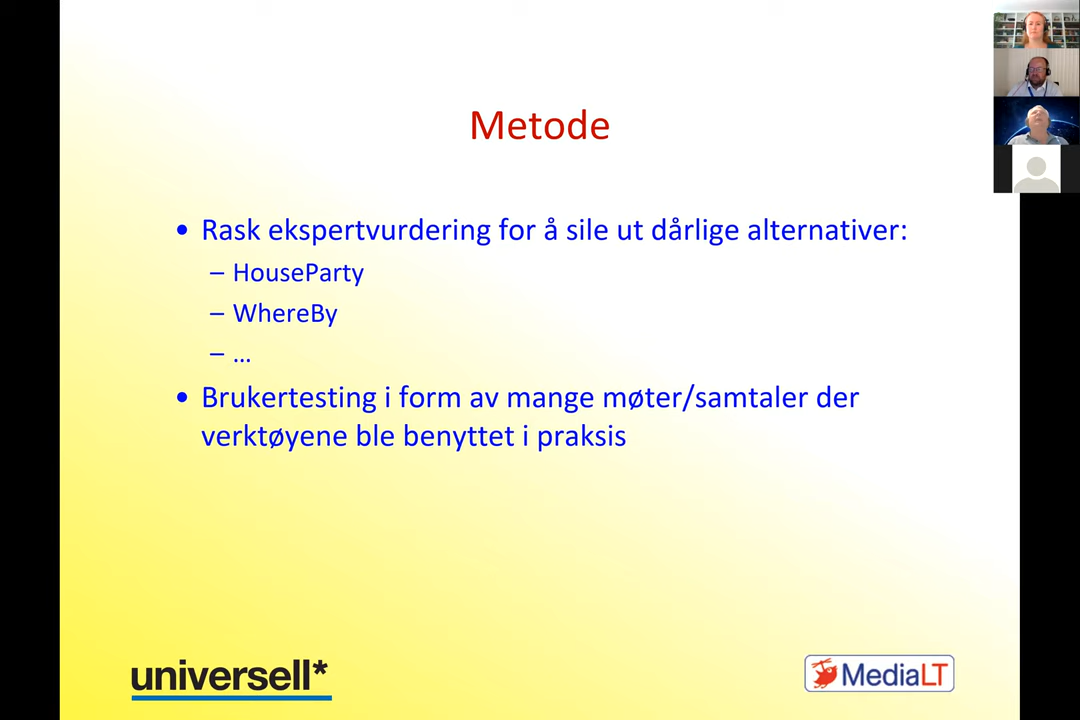 Metode
• Rask ekspertvurdering for å sile ut dårlige alternativer:
– HouseParty
– WhereBy
– …
• Brukertesting i form av mange møter/samtaler der
verktøyene ble benyttet i praksis
universell*
MediaLT